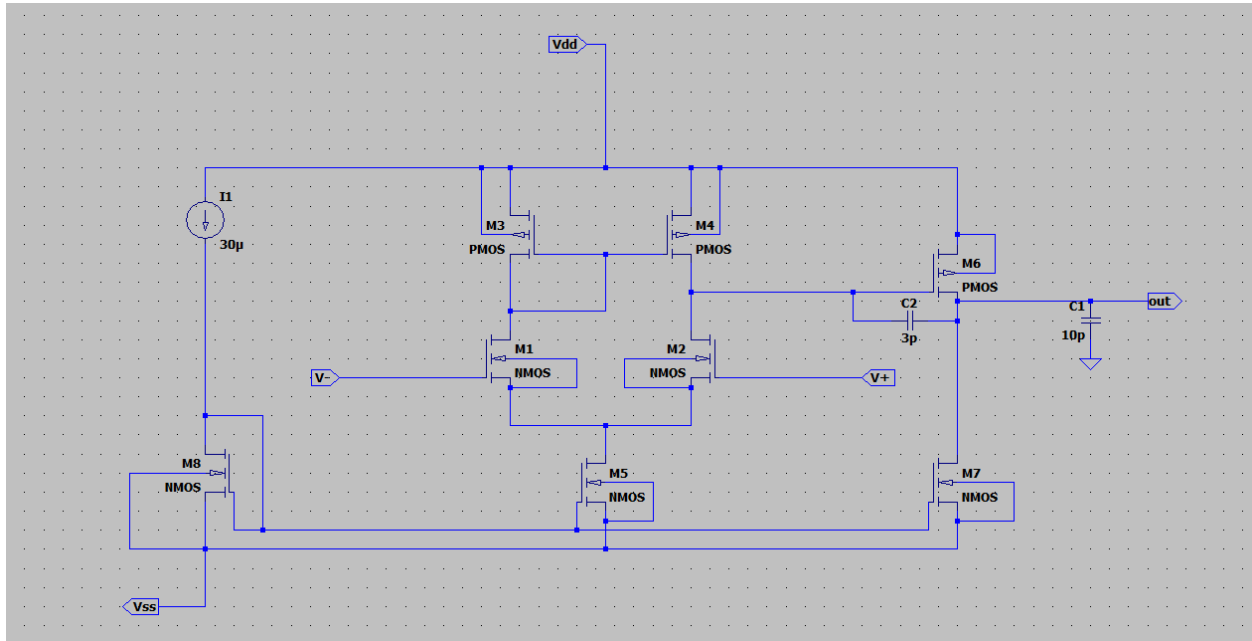 Vdd
I1
30µ
M3
PMOS
M4
PMOS
M6
PMOS
C2
3p
C1
10p
out
M1
NMOS
M2
NMOS
V-
V+
M8
NMOS
M5
NMOS
M7
NMOS
Vss